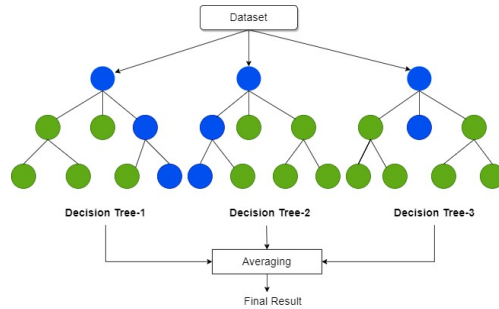 Dataset
Decision Tree-1
Decision Tree-2
Decision Tree-3
Averaging
Final Result